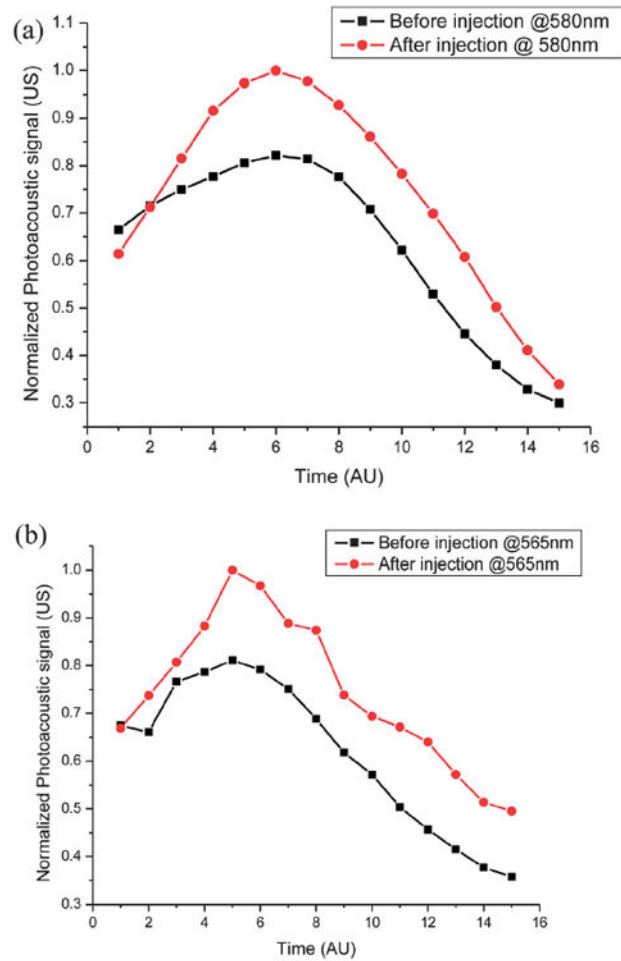 (a)
Before injection @580nm
After injection @ 580nm
Normalized Photoacoustic signal (US)
1.1
1.0
0.9
0.8
0.7
0.6
0.5
0.4
0.3
0 2 4 6 8 10 12 14 16
Time (AU)
(b)
Before injection @565nm
After injection @565nm
Normalized Photoacoustic signal (US)
1.0
0.9
0.8
0.7
0.6
0.5
0.4
0.3
0 2 4 6 8 10 12 14 16
Time (AU)